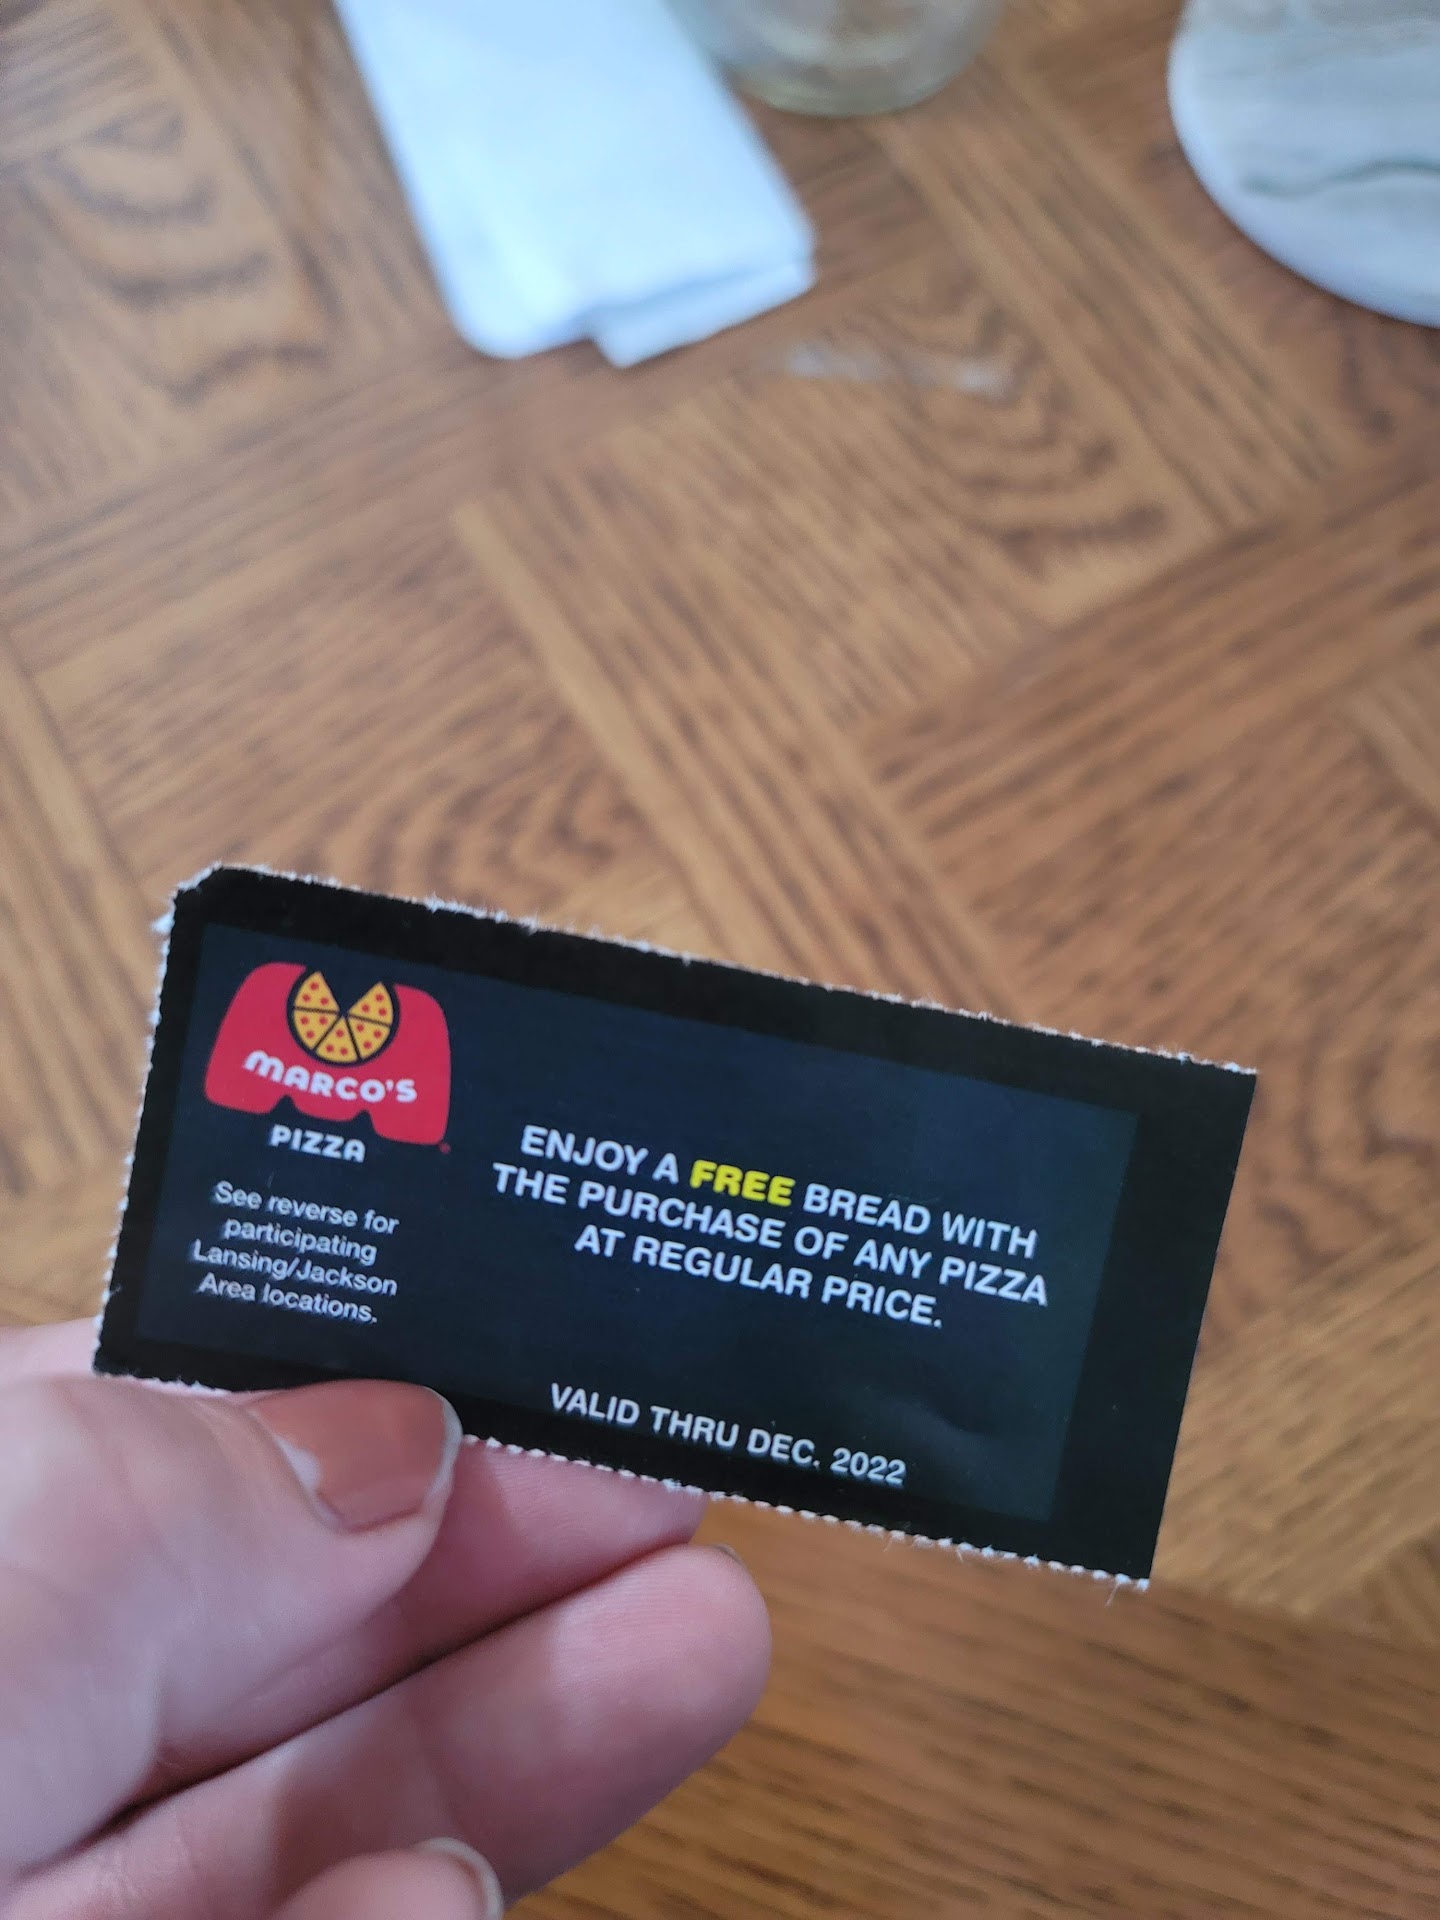 MARCO'S
PIZZA
See reverse for
participating
Lansing/Jackson
Area locations.
ENJOY A FREE BREAD WITH
THE PURCHASE OF ANY PIZZA
AT REGULAR PRICE.
VALID THRU DEC. 2022